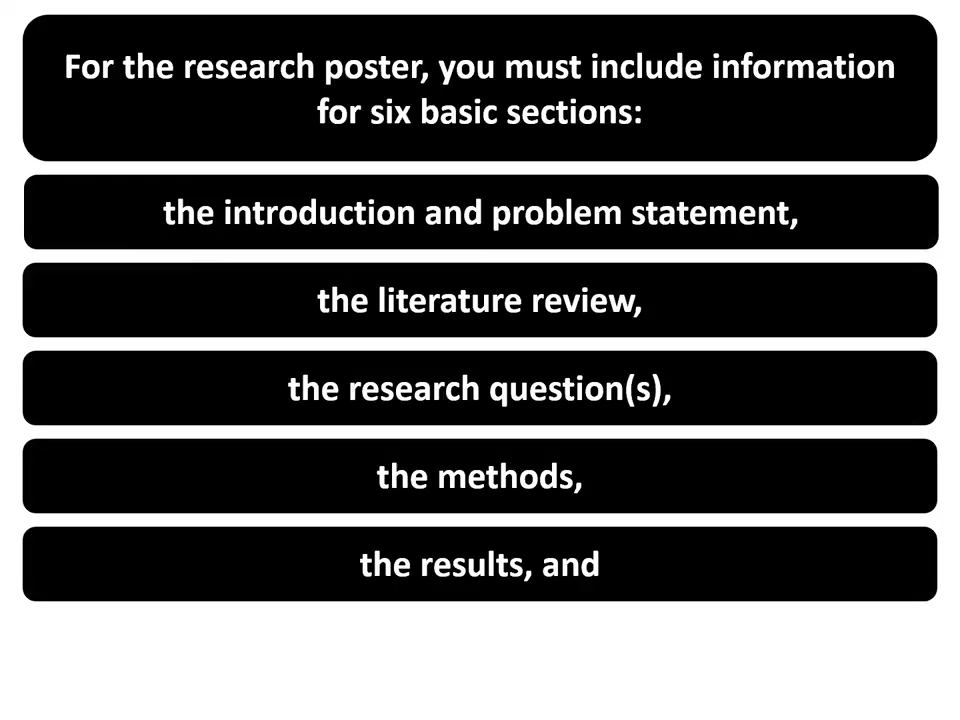 For the research poster, you must include information
for six basic sections:
the introduction and problem statement,
the literature review,
the research question(s),
the methods,
the results, and